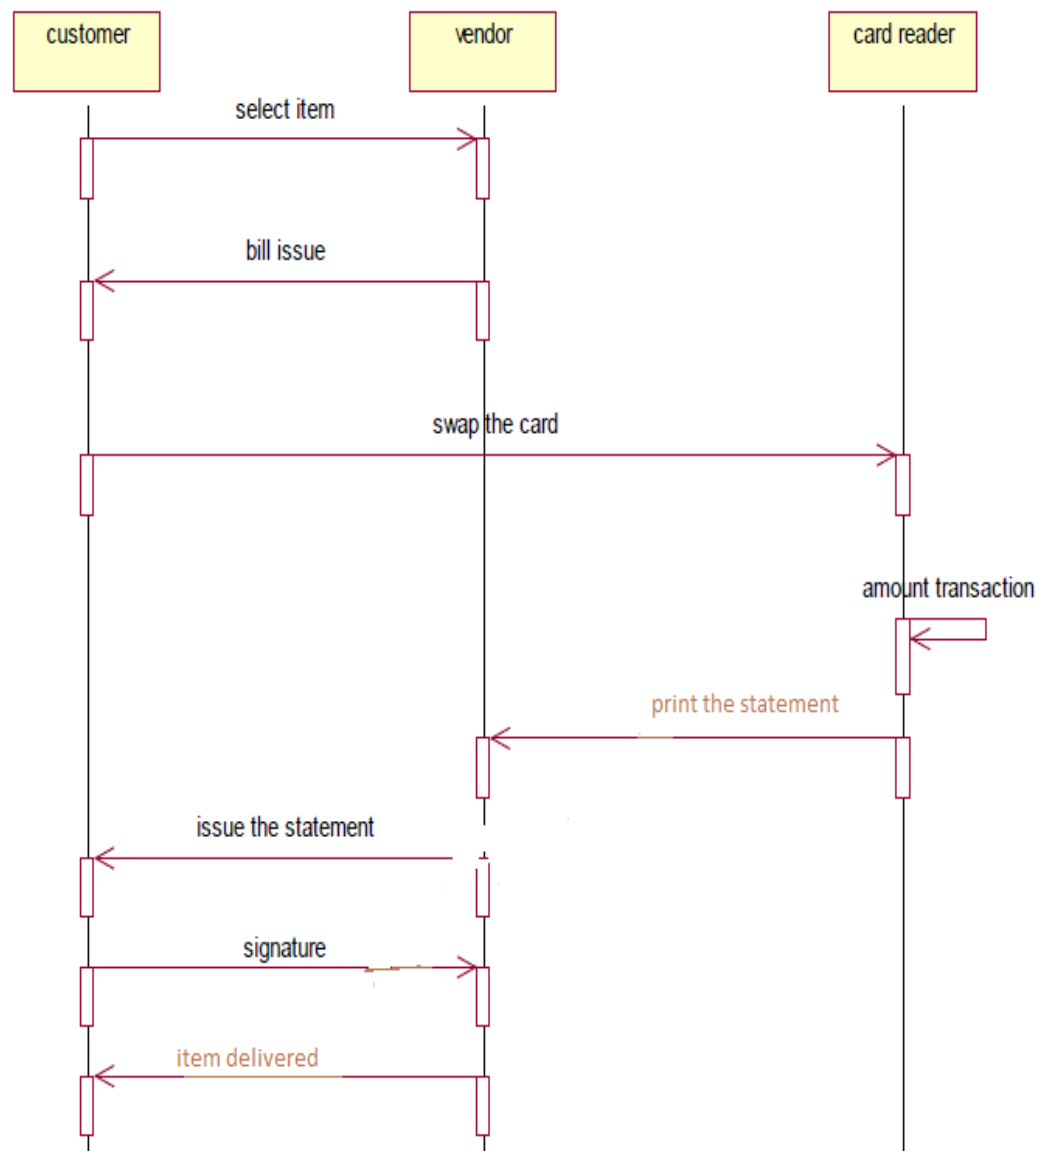 customer
vendor
card reader
select item
bill issue
swap the card
amount transaction
print the statement
issue the statement
signature
item delivered